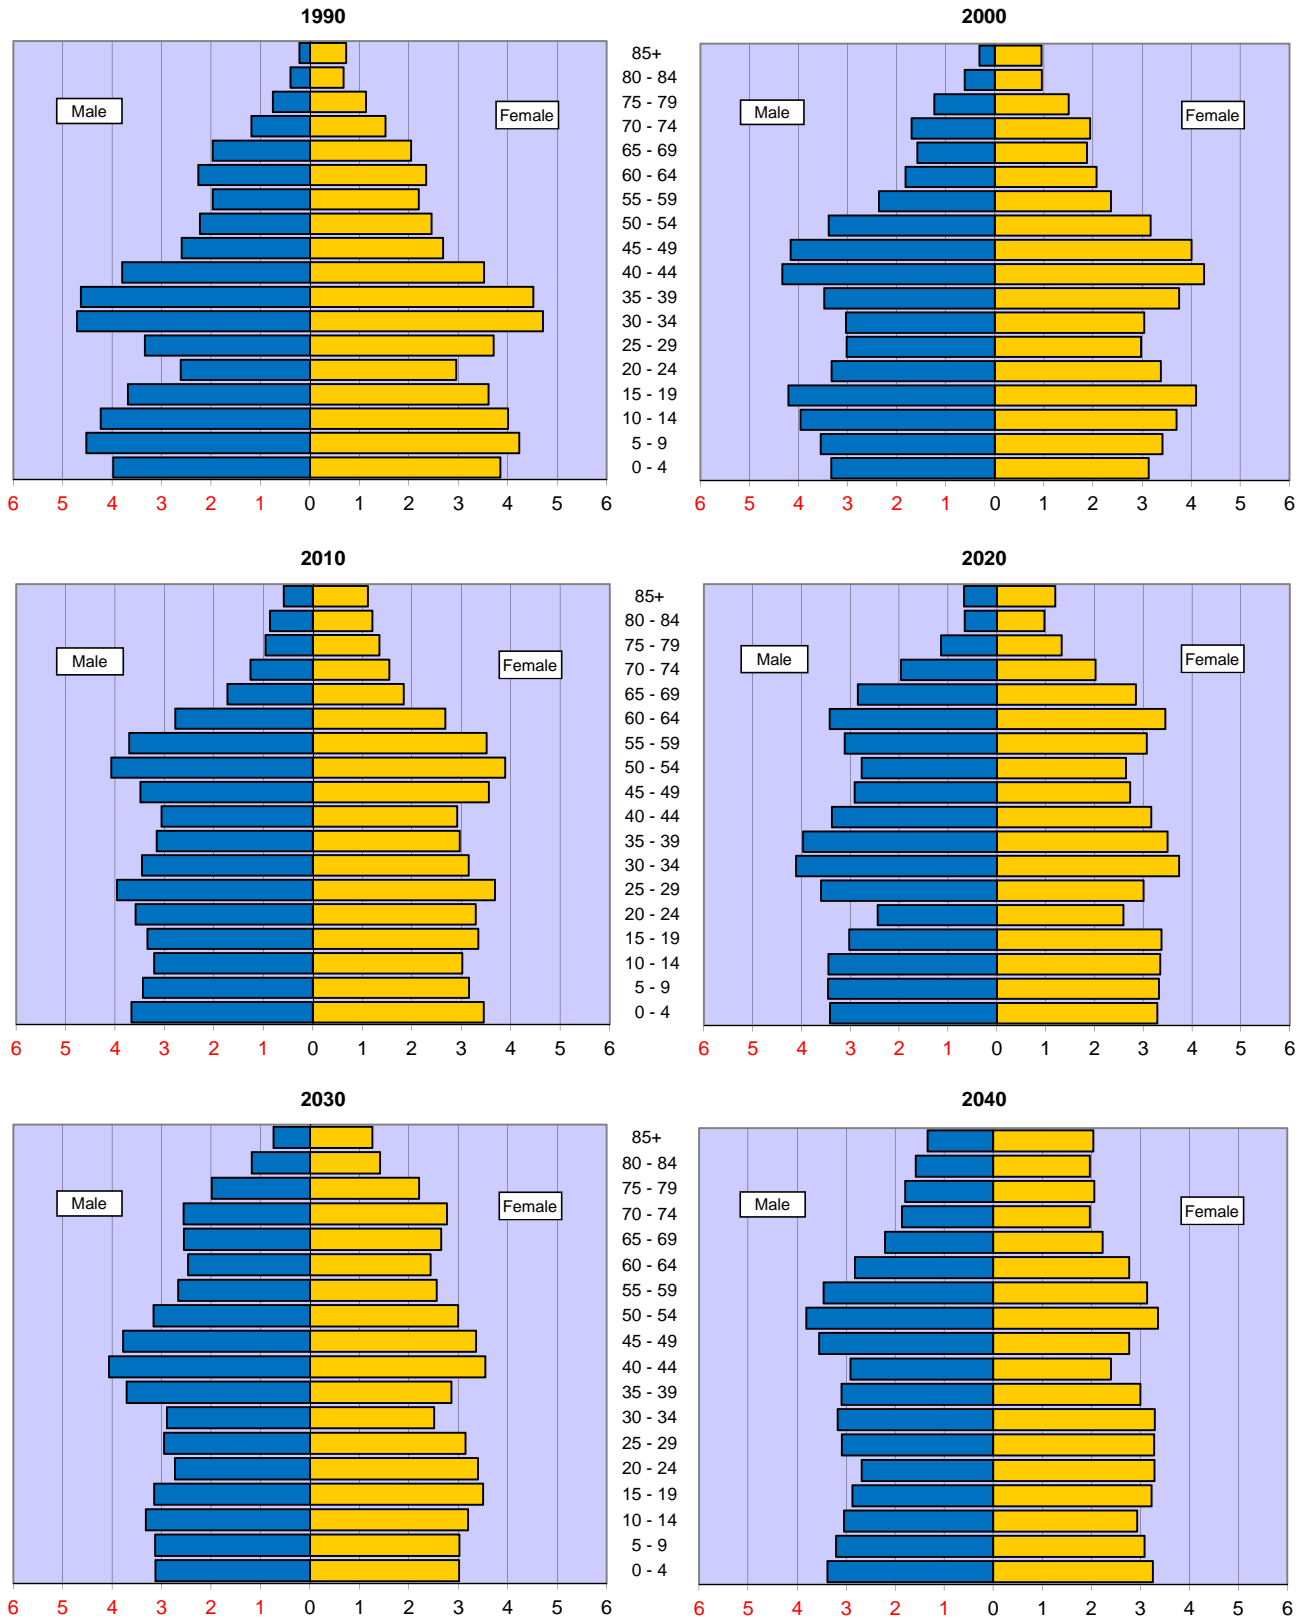 1990
2000
85+
80 - 84
75 - 79
70 - 74
65 - 69
60 - 64
55 - 59
50 - 54
45 - 49
40 - 44
35 - 39
30 - 34
25 - 29
20 - 24
15 - 19
10 - 14
5 - 9
0 - 4
Male
Female
Male
Female
6 5 4 3 2 1 0 1 2 3 4 5 6
6 5 4 3 2 1 0 1 2 3 4 5 6
2010
2020
85+
80 - 84
75 - 79
70 - 74
65 - 69
60 - 64
55 - 59
50 - 54
45 - 49
40 - 44
35 - 39
30 - 34
25 - 29
20 - 24
15 - 19
10 - 14
5 - 9
0 - 4
Male
Female
Male
Female
6 5 4 3 2 1 0 1 2 3 4 5 6
6 5 4 3 2 1 0 1 2 3 4 5 6
2030
2040
85+
80 - 84
75 - 79
70 - 74
65 - 69
60 - 64
55 - 59
50 - 54
45 - 49
40 - 44
35 - 39
30 - 34
25 - 29
20 - 24
15 - 19
10 - 14
5 - 9
0 - 4
Male
Female
Male
Female
6 5 4 3 2 1 0 1 2 3 4 5 6
6 5 4 3 2 1 0 1 2 3 4 5 6